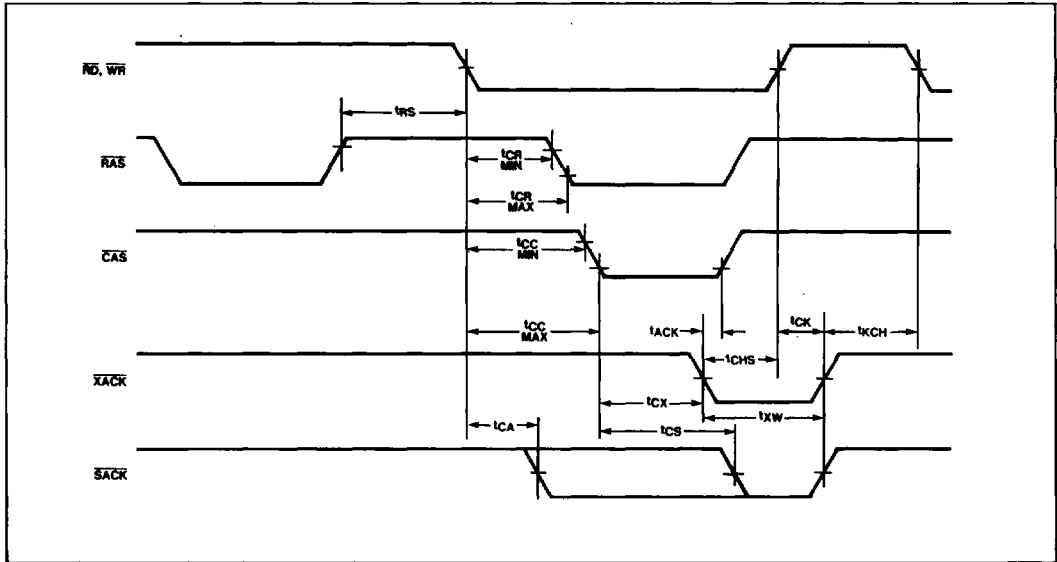 RD, WR
tRS
RAS
tCR
MIN
tCR
MAX
tCC
MIN
CAS
tCC
MAX
tACK
tCK
tKCH
tCHS
XACK
tCX
tXW
tCA
tCS
SACK